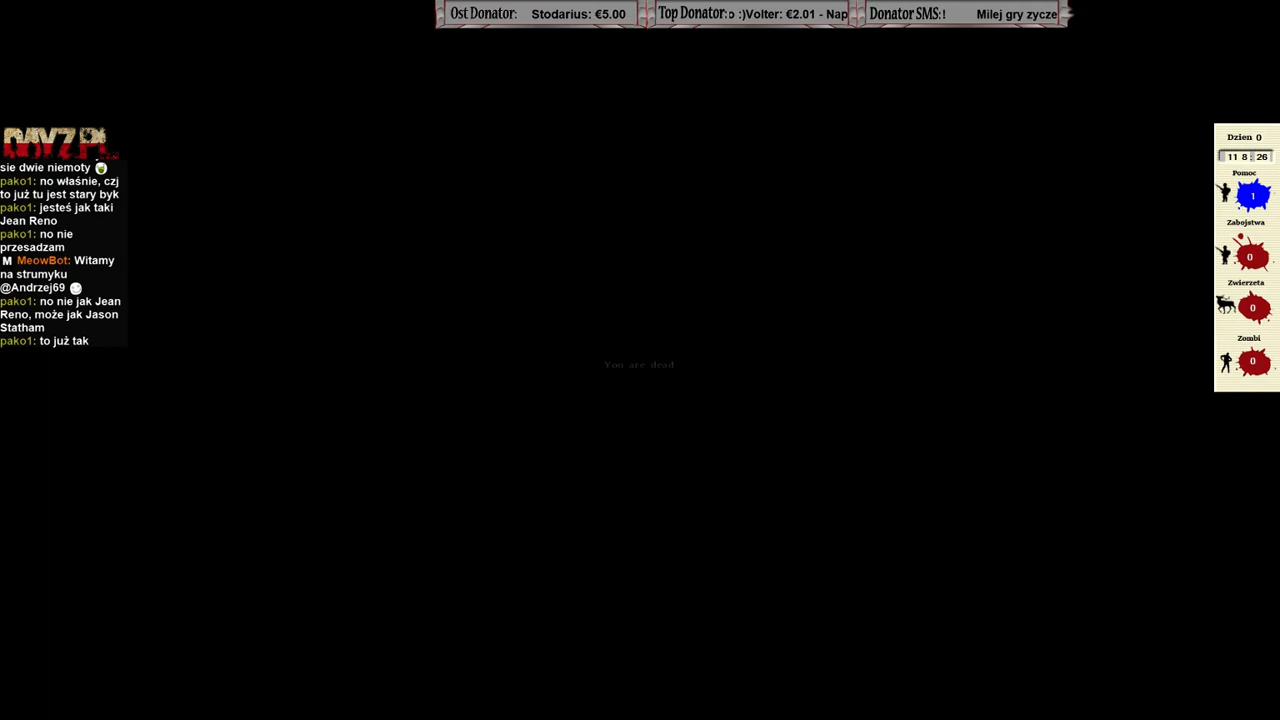 Ost Donator: Stodarius: €5.00 Top Donator: :)Volter: €2.01 - Nap Donator SMS: ! Milej gry zycze
DAYZ PL
sie dwie niemoty
pako1: no właśnie, czj
to już tu jest stary byk
pako1: jesteś jak taki
Jean Reno
pako1: no nie
przesadzam
M MeowBot: Witamy
na strumyku
@Andrzej69
pako1: no nie jak Jean
Reno, może jak Jason
Statham
pako1: to już tak
You are dead
Dzien 0
11 8 : 26
Pomoc
1
Zabojstwa
0
Zwierzeta
0
Zombi
0